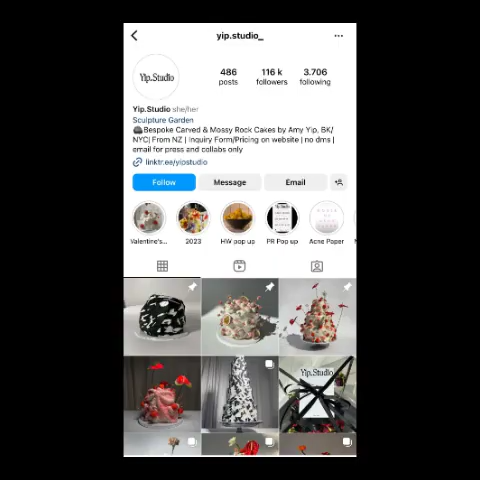 yip.studio_
Yip.Studio
486
116 k
3.706
posts
followers
following
Yip.Studio she/her
Sculpture Garden
Bespoke Carved & Mossy Rock Cakes by Amy Yip. BK/
NYC| From NZ | Inquiry Form/Pricing on website | no dms |
email for press and collabs only
linktr.ee/yipstudio
Follow
Message
Email
Valentine's...
2023
HW pop up
PR Pop up
Acne Paper
Yip.Studio